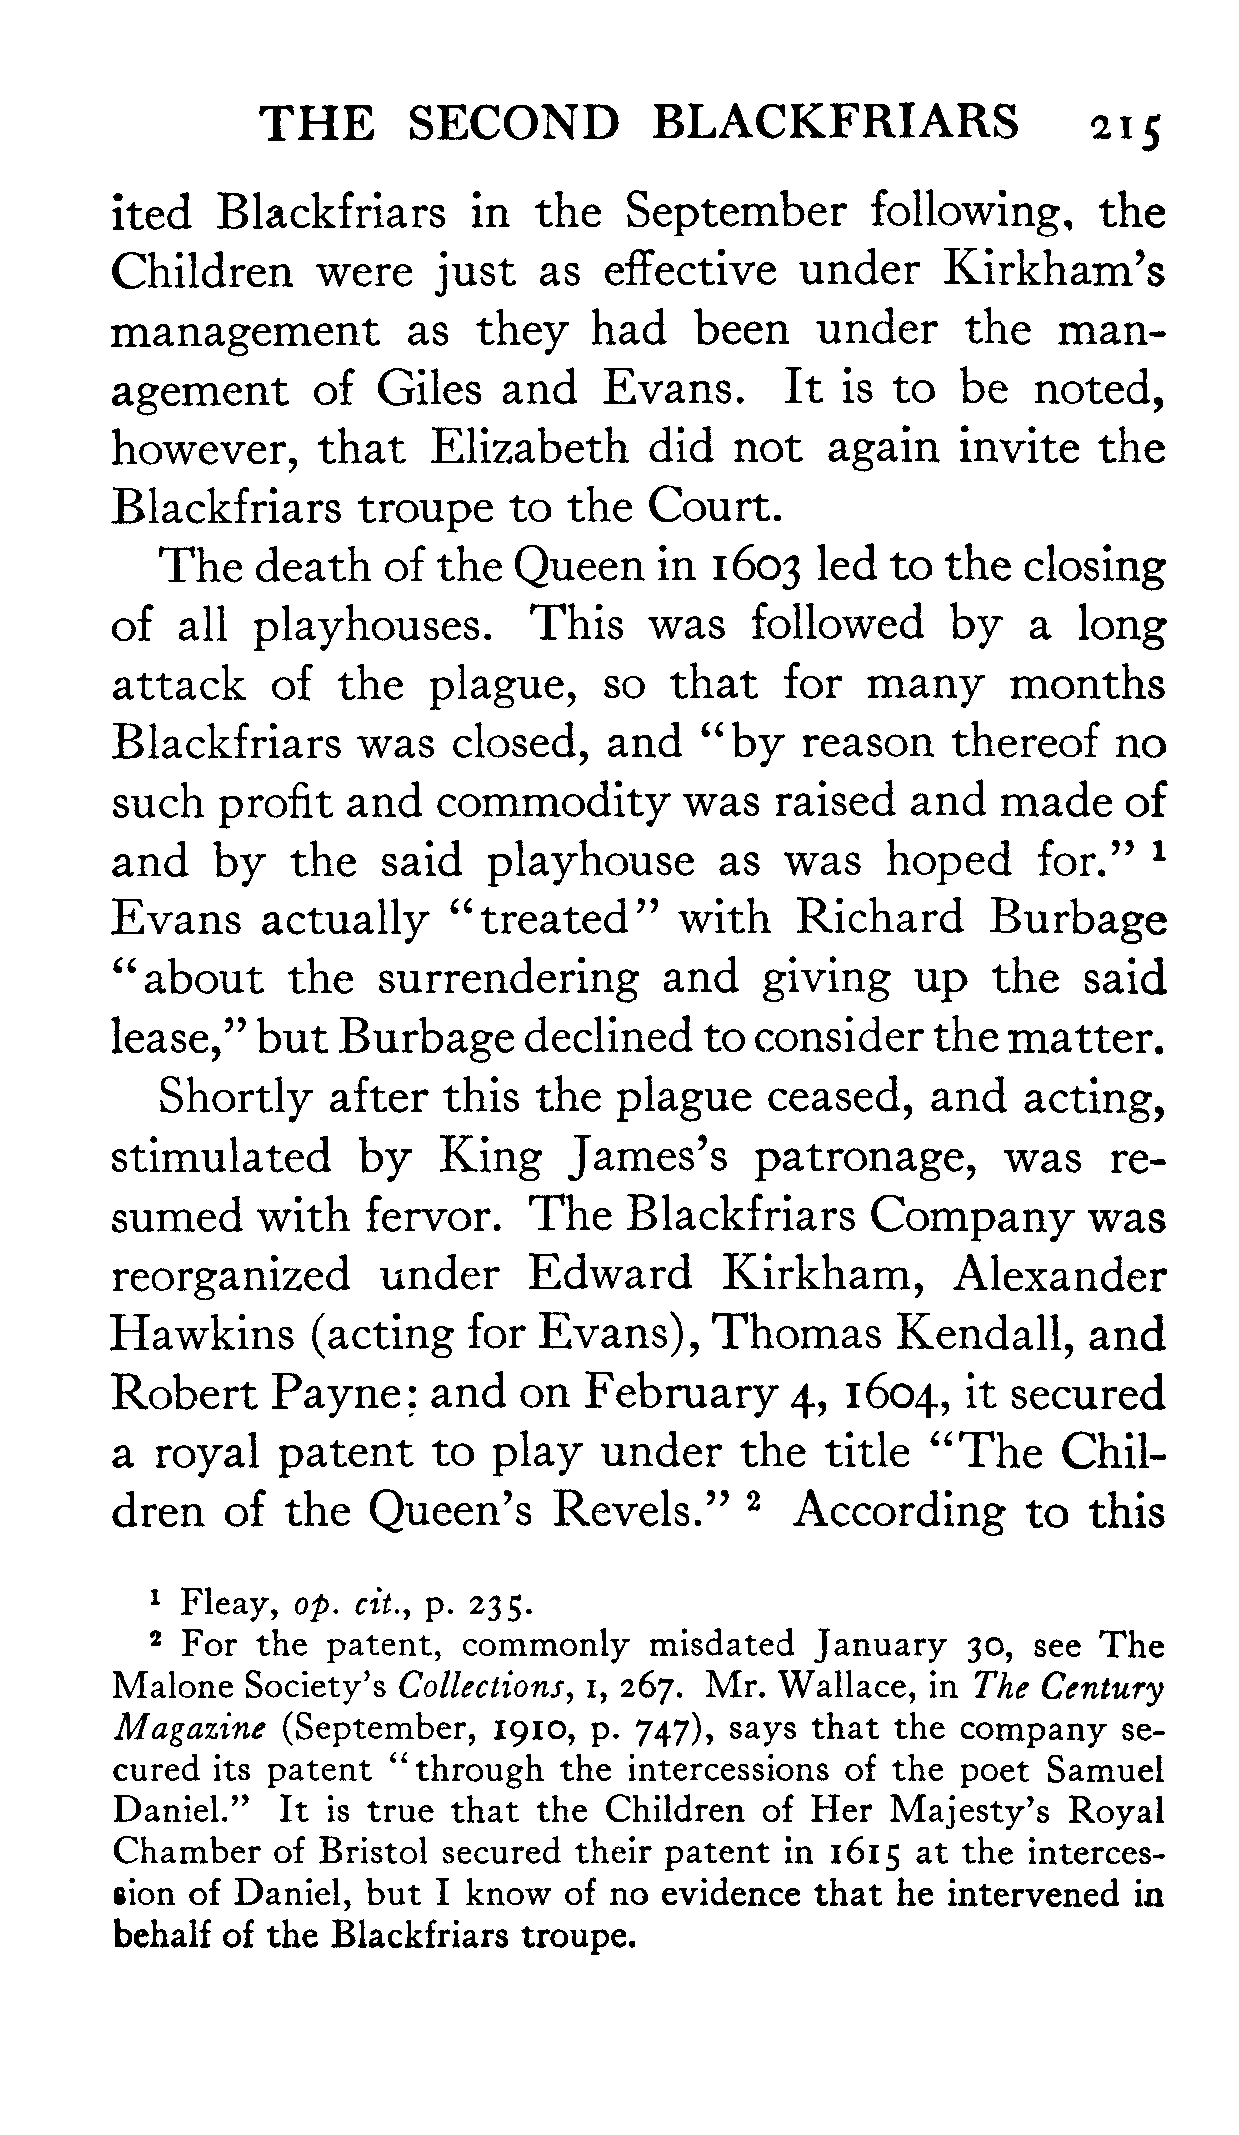 THE SECOND BLACKFRIARS 215
ited Blackfriars in the September following, the
Children were just as effective under Kirkham's
management as they had been under the man-
agement of Giles and Evans. It is to be noted,
however, that Elizabeth did not again invite the
Blackfriars troupe to the Court.
The death of the Queen in 1603 led to the closing
of all playhouses. This was followed by a long
attack of the plague, so that for many months
Blackfriars was closed, and "by reason thereof no
such profit and commodity was raised and made of
and by the said playhouse as was hoped for." ¹
Evans actually "treated" with Richard Burbage
"about the surrendering and giving up the said
lease," but Burbage declined to consider the matter.
Shortly after this the plague ceased, and acting,
stimulated by King James's patronage, was re-
sumed with fervor. The Blackfriars Company was
reorganized under Edward Kirkham, Alexander
Hawkins (acting for Evans), Thomas Kendall, and
Robert Payne; and on February 4, 1604, it secured
a royal patent to play under the title "The Chil-
dren of the Queen's Revels." ² According to this
¹ Fleay, op. cit., p. 235.
² For the patent, commonly misdated January 30, see The
Malone Society's Collections, I, 267. Mr. Wallace, in The Century
Magazine (September, 1910, p. 747), says that the company se-
cured its patent "through the intercessions of the poet Samuel
Daniel." It is true that the Children of Her Majesty's Royal
Chamber of Bristol secured their patent in 1615 at the interces-
sion of Daniel, but I know of no evidence that he intervened in
behalf of the Blackfriars troupe.